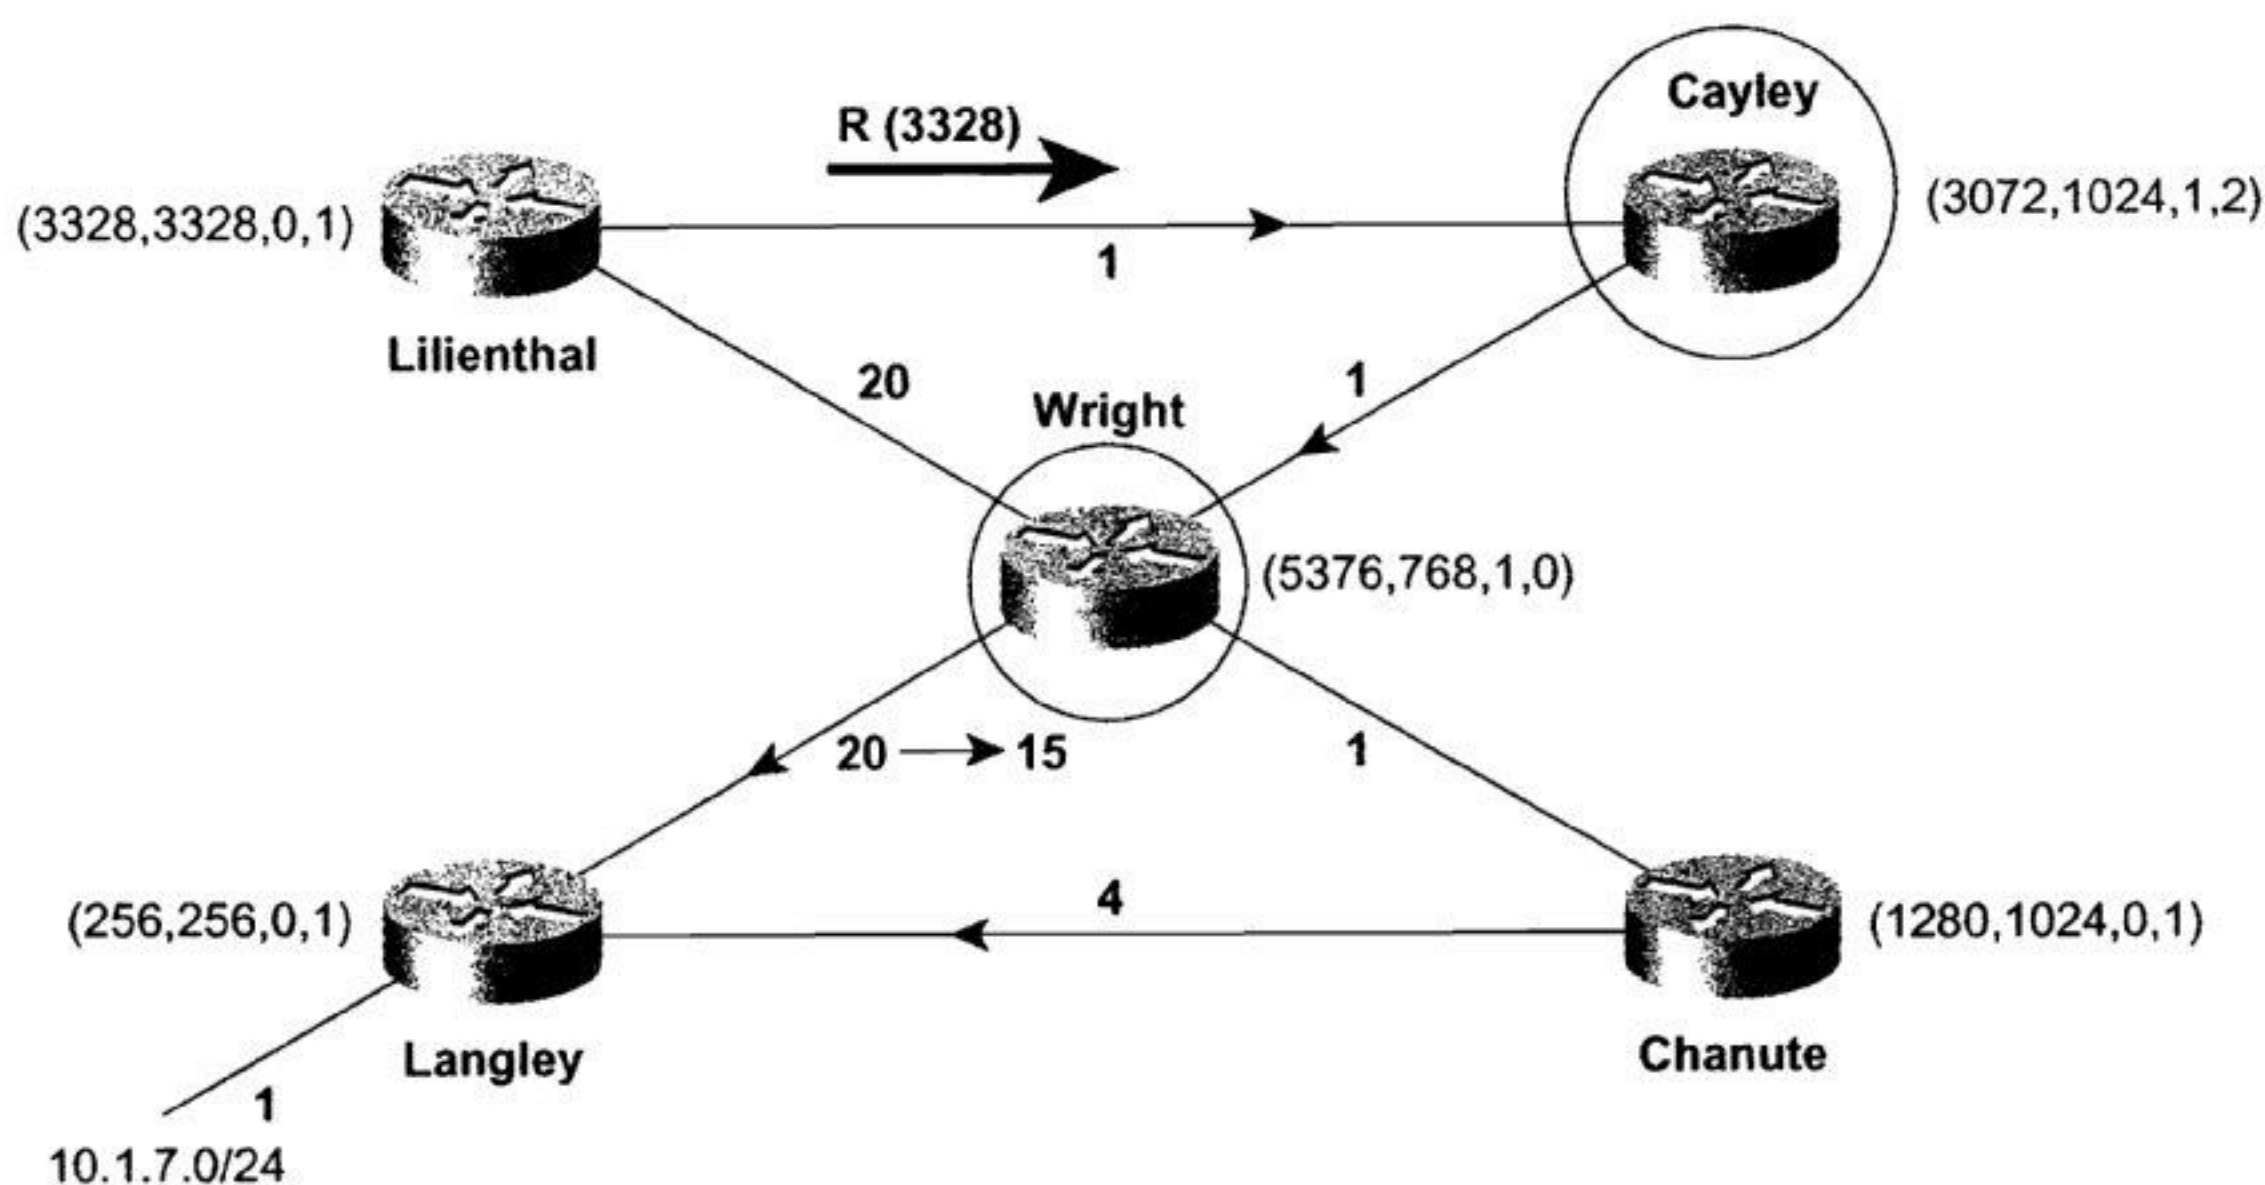 Cayley
R (3328)
(3328,3328,0,1)
(3072,1024,1,2)
1
Lilienthal
20
1
Wright
(5376,768,1,0)
20 → 15
1
4
(256,256,0,1)
(1280,1024,0,1)
Langley
Chanute
1
10.1.7.0/24